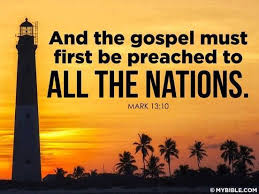 And the gospel must
first be preached to
ALL THE NATIONS.
MARK 13:10
© MYBIBLE.COM